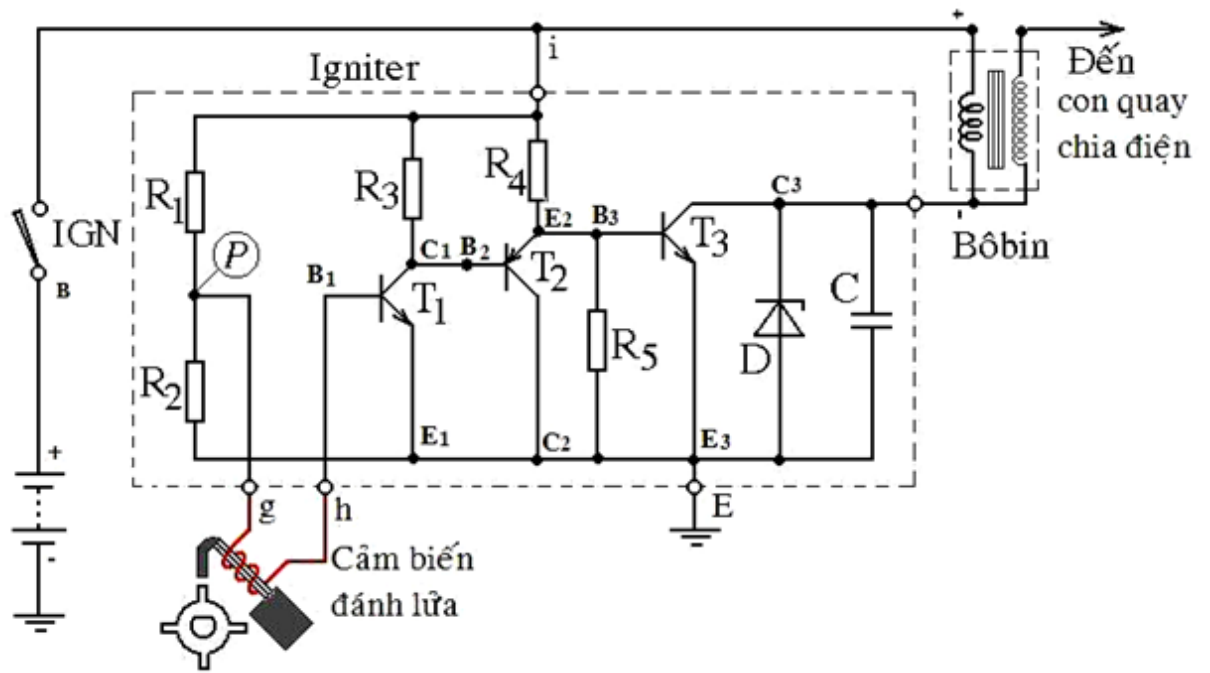 +
i
Igniter
Đến
con quay
chia điện
R1
R3
R4
C3
IGN
E2 B3
P
C1 B2
T3
-
Bôbin
B
B1
T1
T2
C
R2
R5
D
E1
C2
E3
+
g
h
E
-
Cảm biến
đánh lửa